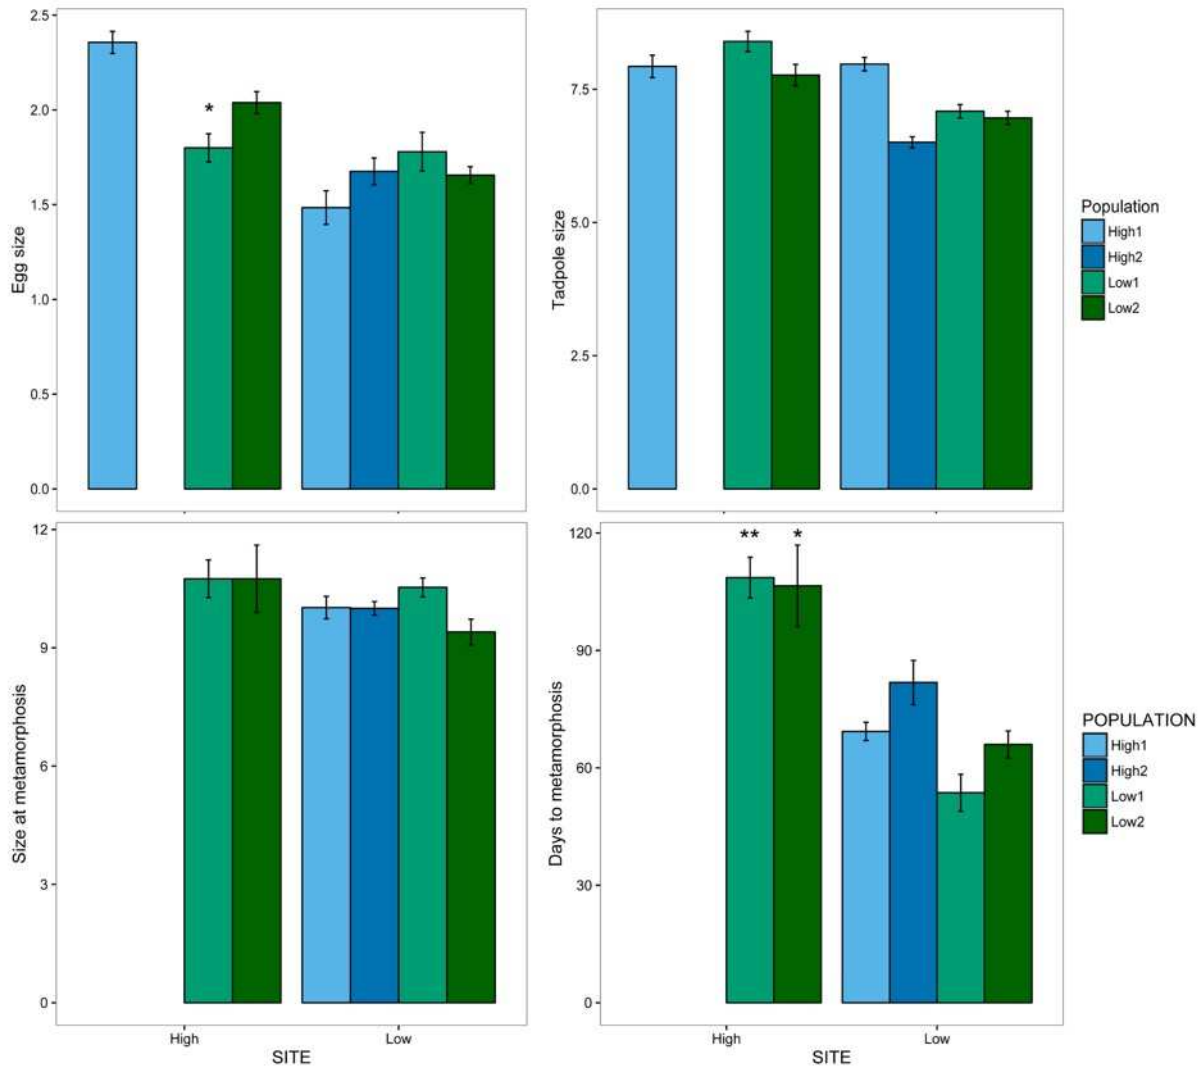 2.5
2.0
1.5
1.0
0.5
0.0
Egg size
*
7.5
5.0
2.5
0.0
Tadpole size
Population
High1
High2
Low1
Low2
12
9
6
3
0
Size at metamorphosis
High
Low
SITE
120
90
60
30
0
Days to metamorphosis
** *
High
Low
SITE
POPULATION
High1
High2
Low1
Low2